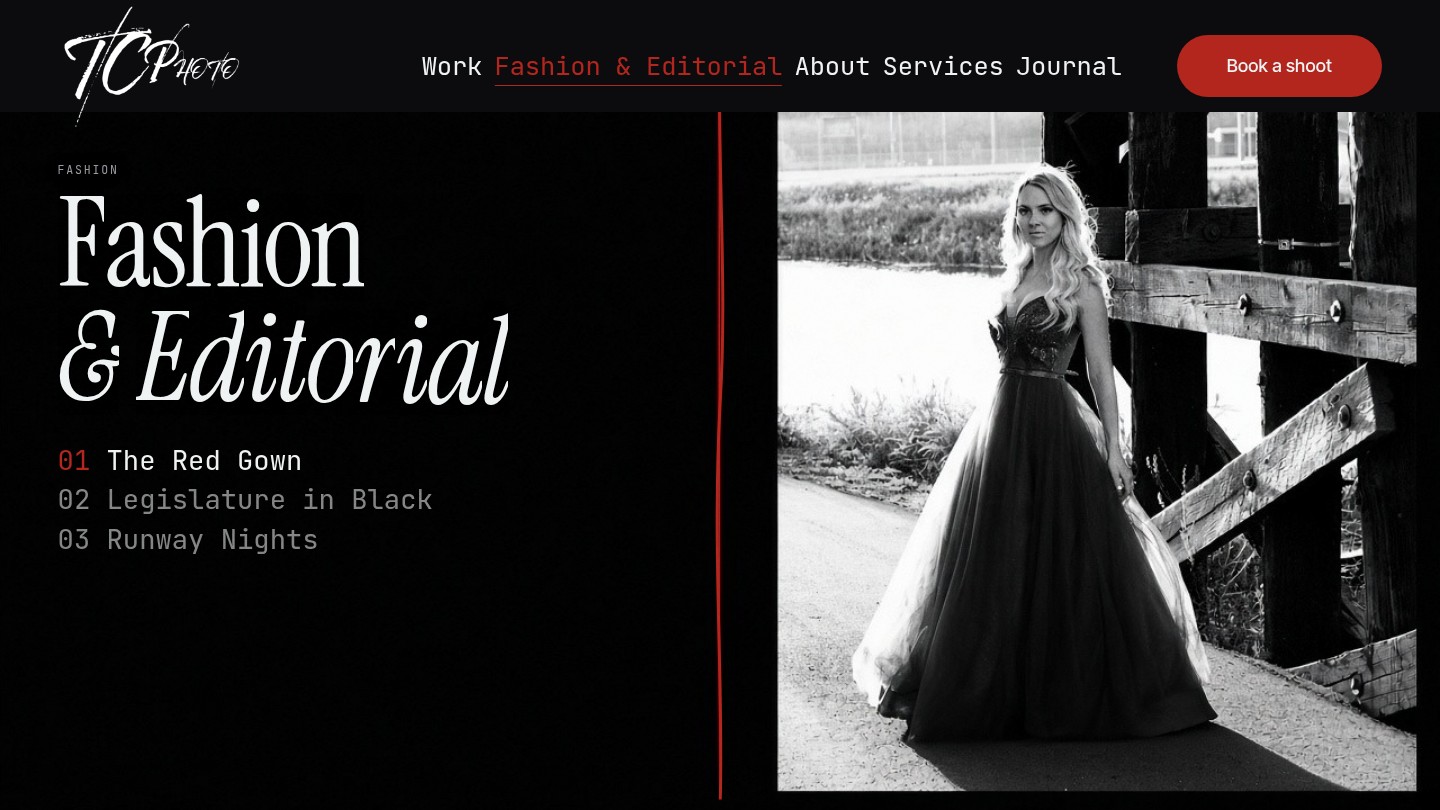 TCPHOTO
Work Fashion & Editorial About Services Journal
Book a shoot
FASHION
Fashion
& Editorial
01 The Red Gown
02 Legislature in Black
03 Runway Nights